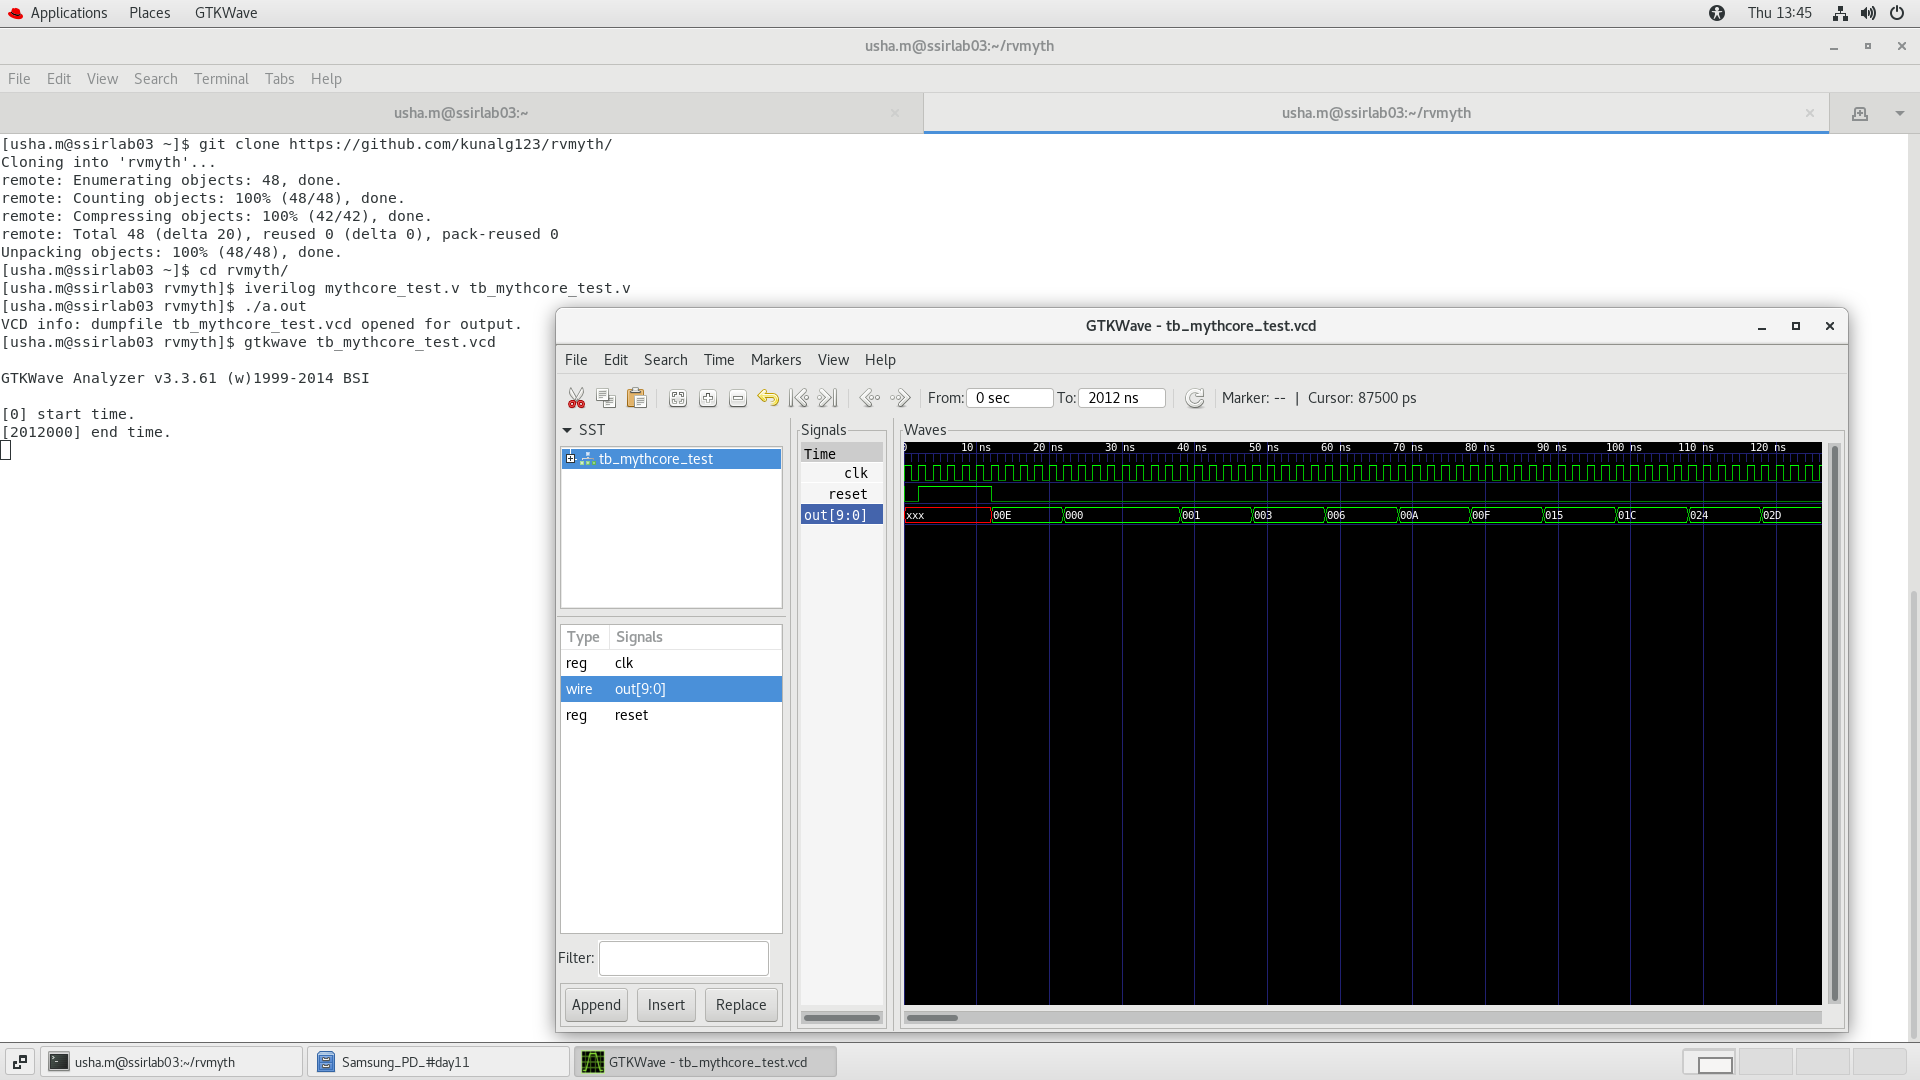 Applications Places GTKWave Thu 13:45
usha.m@ssirlab03:~/rvmyth
File Edit View Search Terminal Tabs Help
usha.m@ssirlab03:~ usha.m@ssirlab03:~/rvmyth
[usha.m@ssirlab03 ~]$ git clone https://github.com/kunalg123/rvmyth/
Cloning into 'rvmyth'...
remote: Enumerating objects: 48, done.
remote: Counting objects: 100% (48/48), done.
remote: Compressing objects: 100% (42/42), done.
remote: Total 48 (delta 20), reused 0 (delta 0), pack-reused 0
Unpacking objects: 100% (48/48), done.
[usha.m@ssirlab03 ~]$ cd rvmyth/
[usha.m@ssirlab03 rvmyth]$ iverilog mythcore_test.v tb_mythcore_test.v
[usha.m@ssirlab03 rvmyth]$ ./a.out
VCD info: dumpfile tb_mythcore_test.vcd opened for output.
[usha.m@ssirlab03 rvmyth]$ gtkwave tb_mythcore_test.vcd
GTKWave Analyzer v3.3.61 (w)1999-2014 BSI
[0] start time.
[2012000] end time.
GTKWave - tb_mythcore_test.vcd
File Edit Search Time Markers View Help
From: 0 sec To: 2012 ns Marker: -- | Cursor: 87500 ps
SST
tb_mythcore_test
Type Signals
reg clk
wire out[9:0]
reg reset
Filter:
Append Insert Replace
Signals
Time
clk
reset
out[9:0]
Waves
0 10 ns 20 ns 30 ns 40 ns 50 ns 60 ns 70 ns 80 ns 90 ns 100 ns 110 ns 120 ns
xxx 00E 000 001 003 006 00A 00F 015 01C 024 02D
usha.m@ssirlab03:~/rvmyth Samsung_PD_#day11 GTKWave - tb_mythcore_test.vcd